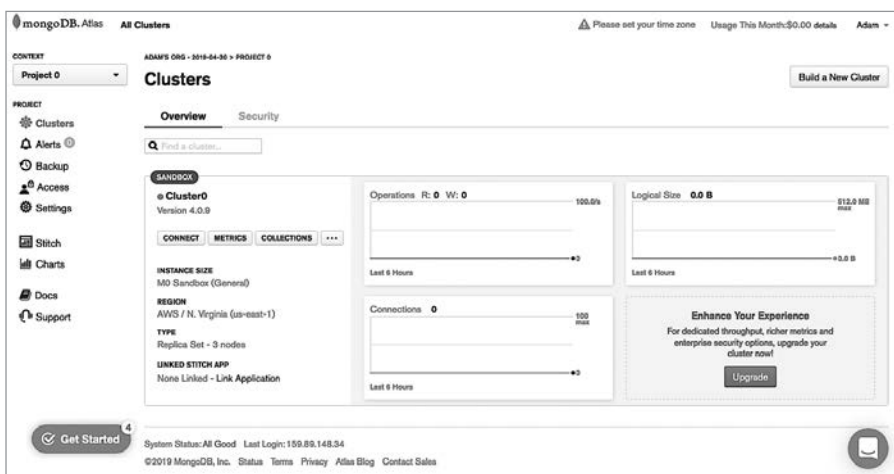 mongoDB. Atlas All Clusters Please set your time zone Usage This Month:$0.00 details Adam
CONTEXT
Project 0
PROJECT
Clusters
Alerts 0
Backup
Access
Settings
Stitch
Charts
Docs
Support
Get Started 4
ADAM'S ORG - 2019-04-30 > PROJECT 0
Clusters
Build a New Cluster
Overview Security
Find a cluster...
SANDBOX
Cluster0
Version 4.0.9
CONNECT METRICS COLLECTIONS ...
INSTANCE SIZE
M0 Sandbox (General)
REGION
AWS / N. Virginia (us-east-1)
TYPE
Replica Set - 3 nodes
LINKED STITCH APP
None Linked - Link Application
Operations R: 0 W: 0
100.0/s
0
Last 6 Hours
Logical Size 0.0 B
512.0 MB
max
0.0 B
Last 6 Hours
Connections 0
100
max
0
Last 6 Hours
Enhance Your Experience
For dedicated throughput, richer metrics and
enterprise security options, upgrade your
cluster now!
Upgrade
System Status: All Good Last Login: 159.89.148.34
©2019 MongoDB, Inc. Status Terms Privacy Atlas Blog Contact Sales